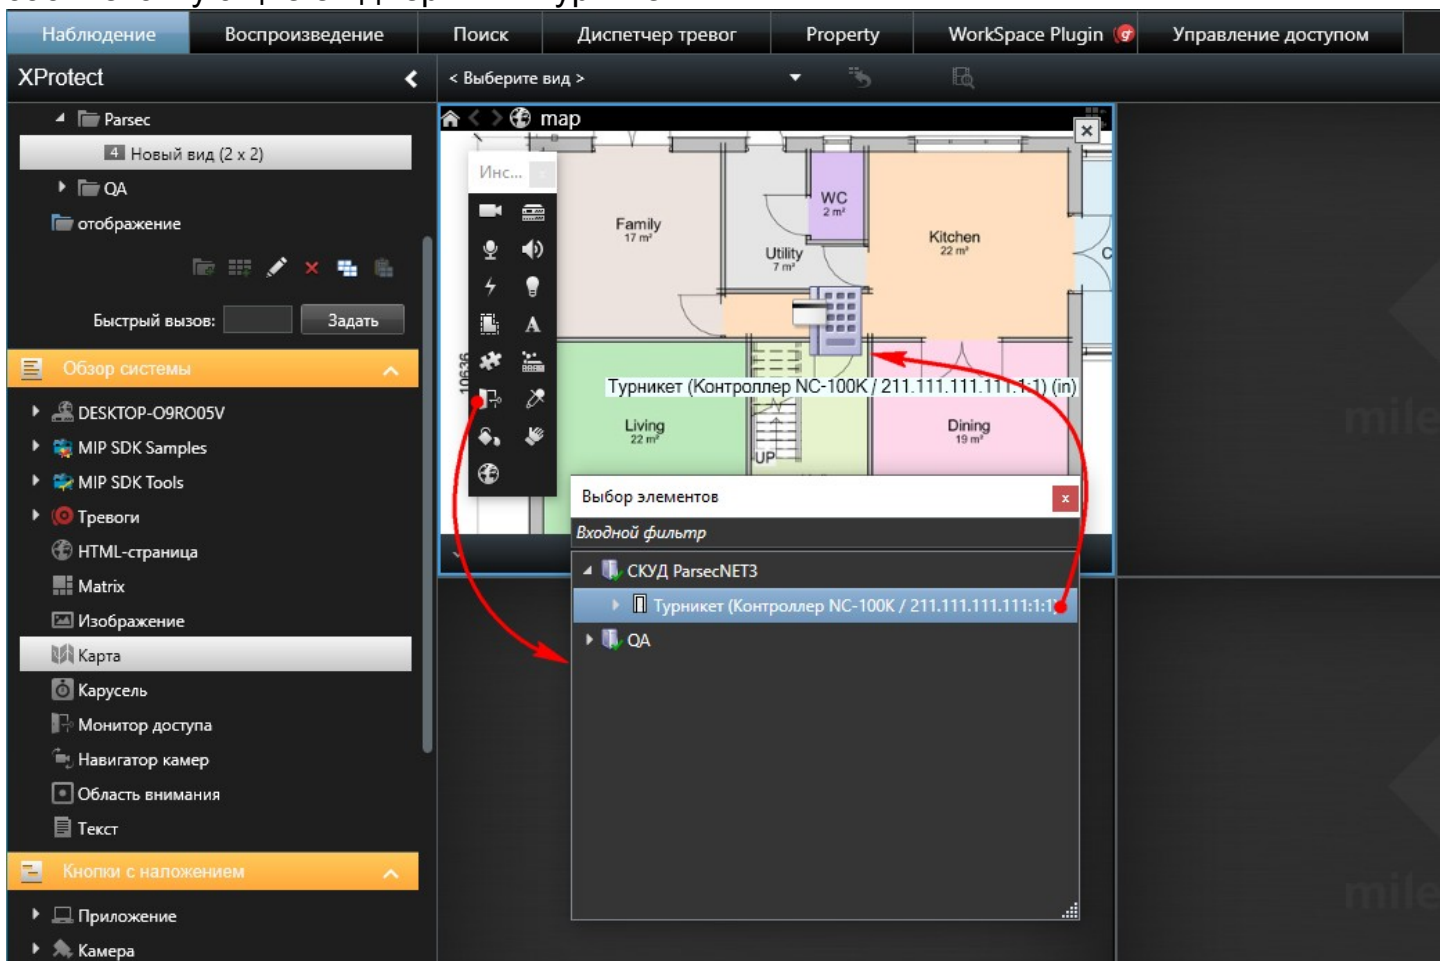 Наблюдение
Воспроизведение
Поиск
Диспетчер тревог
Property
WorkSpace Plugin
Управление доступом
XProtect
< Выберите вид >
Parsec
4 Новый вид (2 x 2)
QA
отображение
Быстрый вызов:
Задать
Обзор системы
DESKTOP-O9RO05V
MIP SDK Samples
MIP SDK Tools
Тревоги
HTML-страница
Matrix
Изображение
Карта
Карусель
Монитор доступа
Навигатор камер
Область внимания
Текст
Кнопки с наложением
Приложение
Камера
map
Инс...
A
Family
17 m²
Utility
7 m²
WC
2 m²
Kitchen
22 m²
C
10636
Турникет (Контроллер NC-100K / 211.111.111.111:1:1) (in)
Living
22 m²
UP
Dining
19 m²
Выбор элементов
x
Входной фильтр
СКУД ParsecNET3
Турникет (Контроллер NC-100K / 211.111.111.111:1:1)
QA
mile
mile